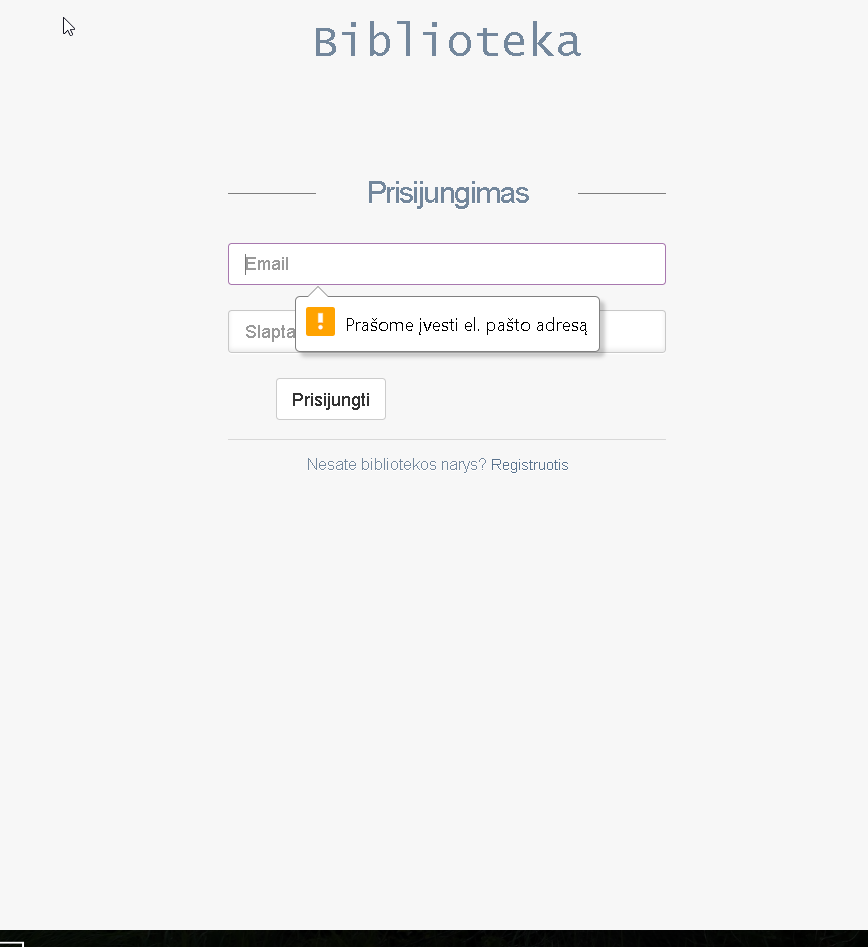 Biblioteka
Prisijungimas
Email
Slapta
Prašome įvesti el. pašto adresą
Prisijungti
Nesate bibliotekos narys? Registruotis